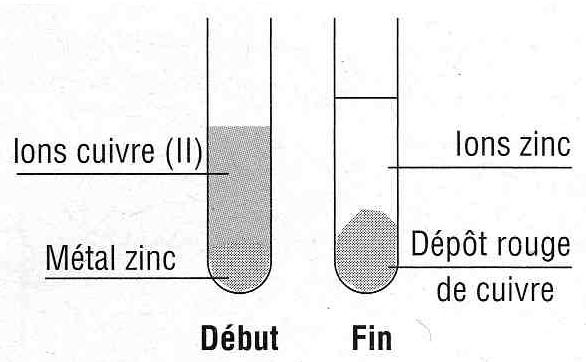 Ions cuivre (II)
Métal zinc
Début
Ions zinc
Dépôt rouge
de cuivre
Fin